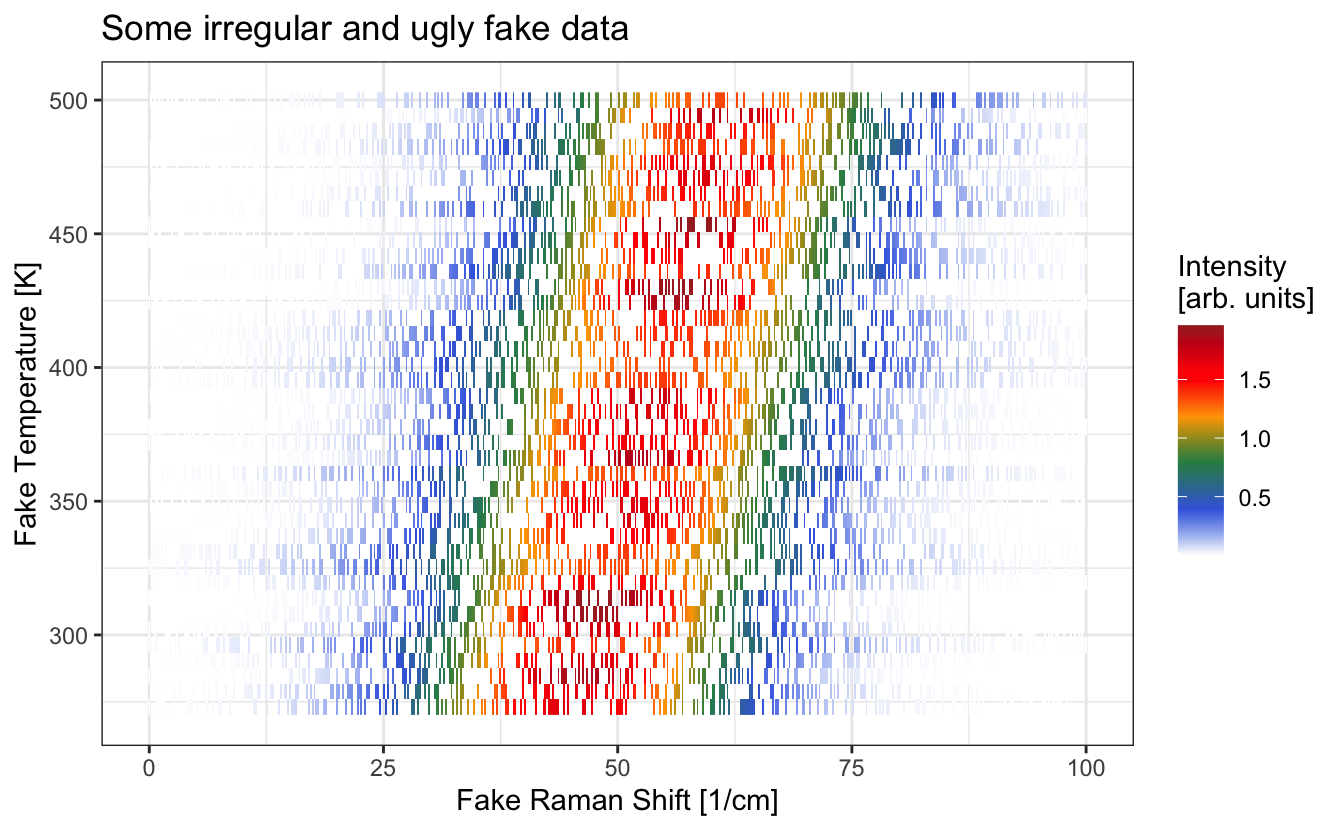 Some irregular and ugly fake data
Fake Temperature [K]
500
450
400
350
300
0 25 50 75 100
Fake Raman Shift [1/cm]
Intensity
[arb. units]
1.5
1.0
0.5